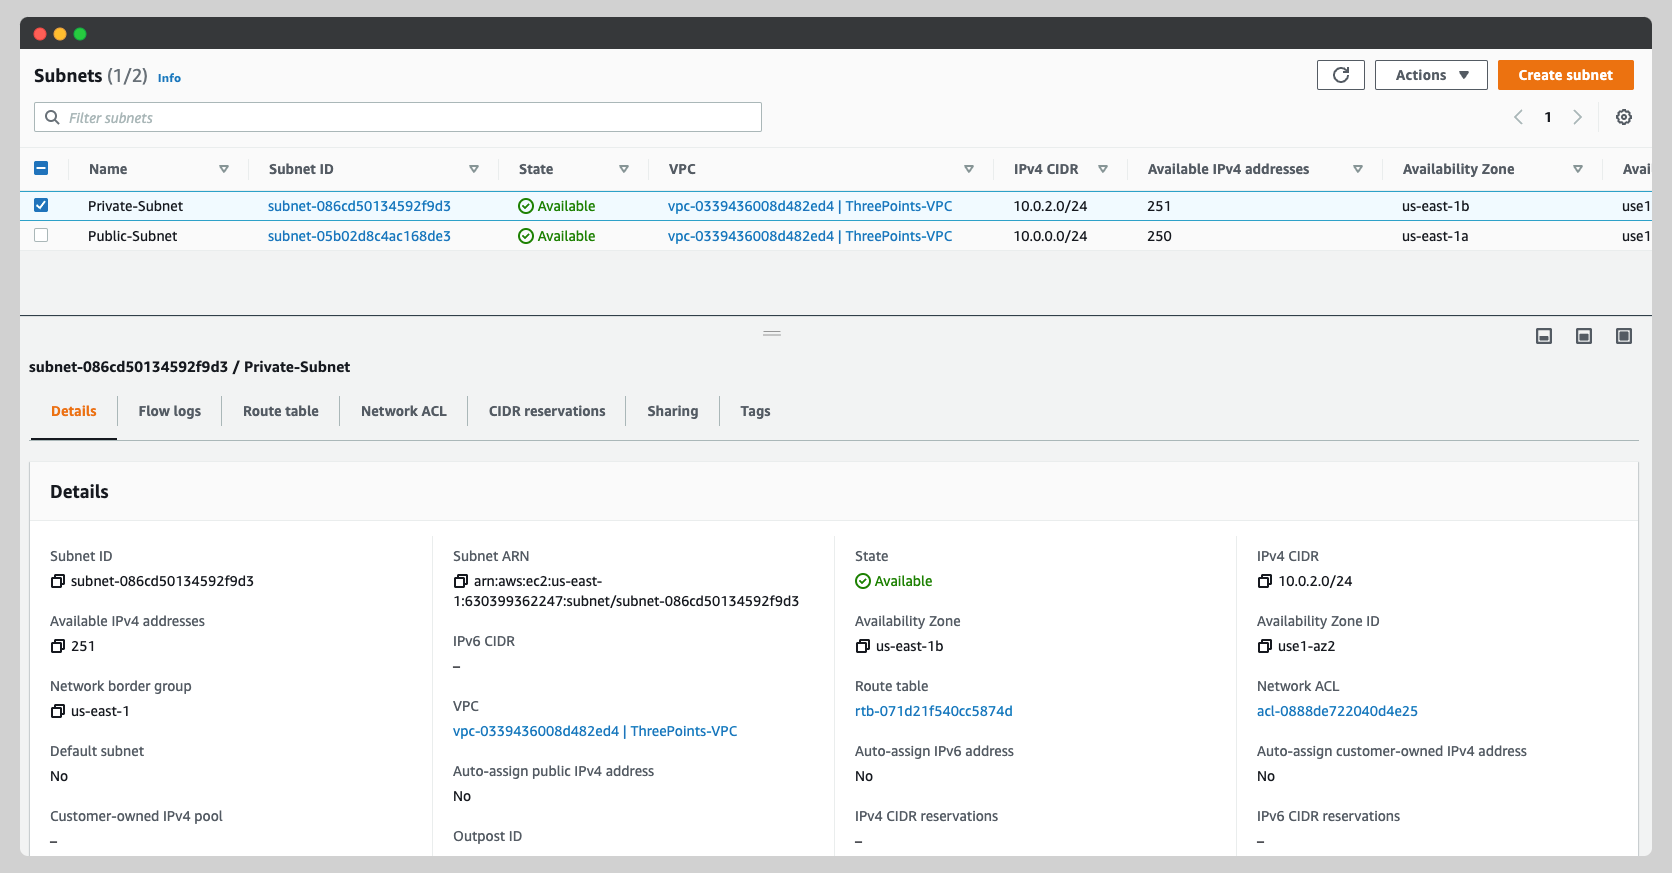 Subnets (1/2) Info
Actions
Create subnet
Filter subnets
1
Name Subnet ID State VPC IPv4 CIDR Available IPv4 addresses Availability Zone Avai
Private-Subnet subnet-086cd50134592f9d3 Available vpc-0339436008d482ed4 | ThreePoints-VPC 10.0.2.0/24 251 us-east-1b use1
Public-Subnet subnet-05b02d8c4ac168de3 Available vpc-0339436008d482ed4 | ThreePoints-VPC 10.0.0.0/24 250 us-east-1a use1
subnet-086cd50134592f9d3 / Private-Subnet
Details Flow logs Route table Network ACL CIDR reservations Sharing Tags
Details
Subnet ID
subnet-086cd50134592f9d3
Available IPv4 addresses
251
Network border group
us-east-1
Default subnet
No
Customer-owned IPv4 pool
–
Subnet ARN
arn:aws:ec2:us-east-
1:630399362247:subnet/subnet-086cd50134592f9d3
IPv6 CIDR
–
VPC
vpc-0339436008d482ed4 | ThreePoints-VPC
Auto-assign public IPv4 address
No
Outpost ID
State
Available
Availability Zone
us-east-1b
Route table
rtb-071d21f540cc5874d
Auto-assign IPv6 address
No
IPv4 CIDR reservations
–
IPv4 CIDR
10.0.2.0/24
Availability Zone ID
use1-az2
Network ACL
acl-0888de722040d4e25
Auto-assign customer-owned IPv4 address
No
IPv6 CIDR reservations
–